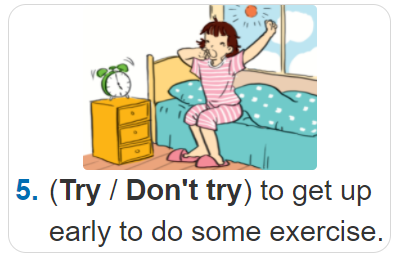 5. (Try / Don't try) to get up
early to do some exercise.